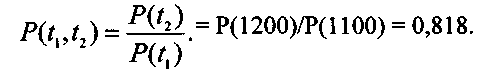 P(t₁,t₂) = P(t₂)/P(t₁). = P(1200)/P(1100) = 0,818.